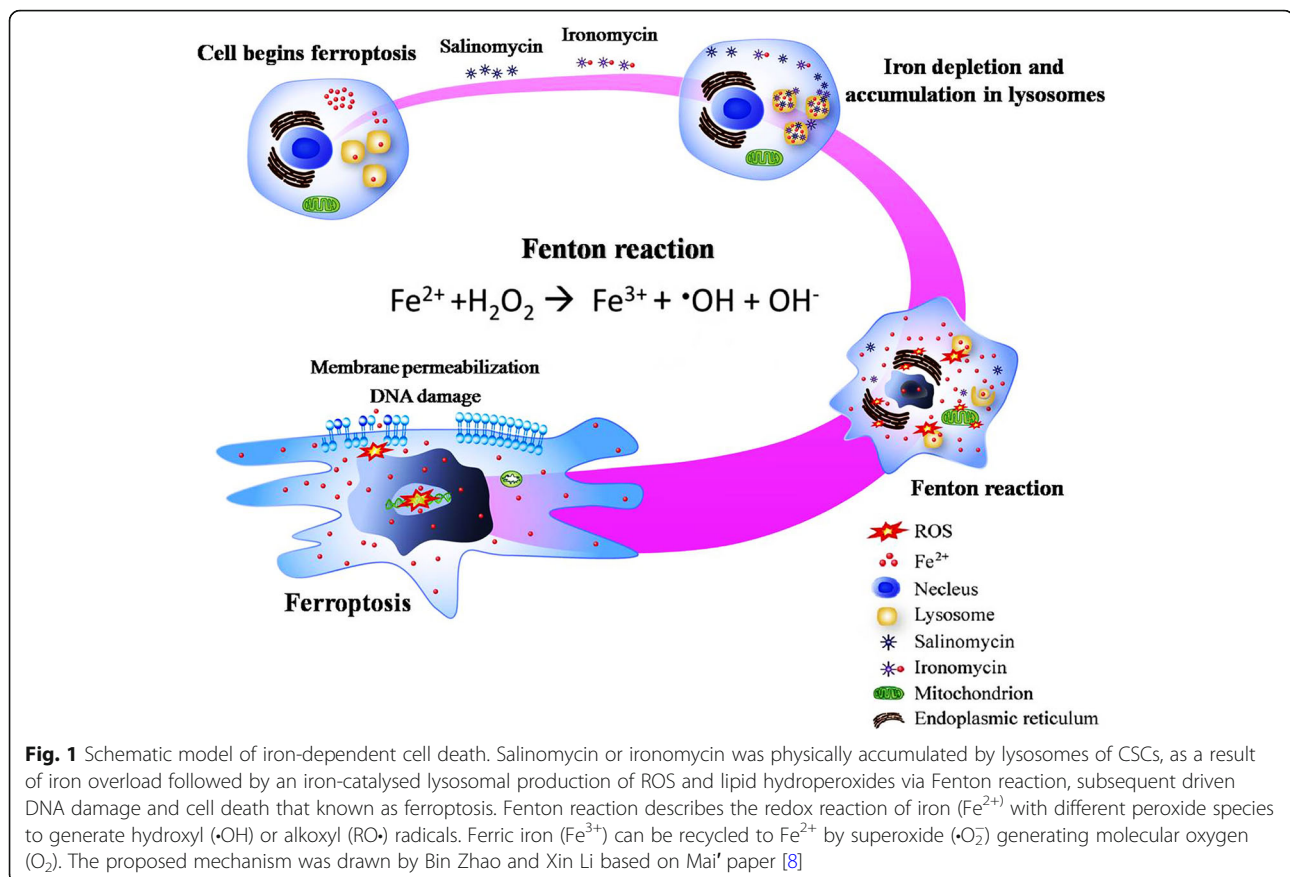 Cell begins ferroptosis
Salinomycin
Ironomycin
Iron depletion and
accumulation in lysosomes
Fenton reaction
Fe²⁺ +H₂O₂ → Fe³⁺ + •OH + OH⁻
Membrane permeabilization
DNA damage
Ferroptosis
Fenton reaction
ROS
Fe²⁺
Necleus
Lysosome
Salinomycin
Ironomycin
Mitochondrion
Endoplasmic reticulum
Fig. 1 Schematic model of iron-dependent cell death. Salinomycin or ironomycin was physically accumulated by lysosomes of CSCs, as a result
of iron overload followed by an iron-catalysed lysosomal production of ROS and lipid hydroperoxides via Fenton reaction, subsequent driven
DNA damage and cell death that known as ferroptosis. Fenton reaction describes the redox reaction of iron (Fe²⁺⁾ with different peroxide species
to generate hydroxyl (•OH) or alkoxyl (RO•) radicals. Ferric iron (Fe³⁺) can be recycled to Fe²⁺ by superoxide (•O₂⁻) generating molecular oxygen
(O₂). The proposed mechanism was drawn by Bin Zhao and Xin Li based on Mai′ paper [8]